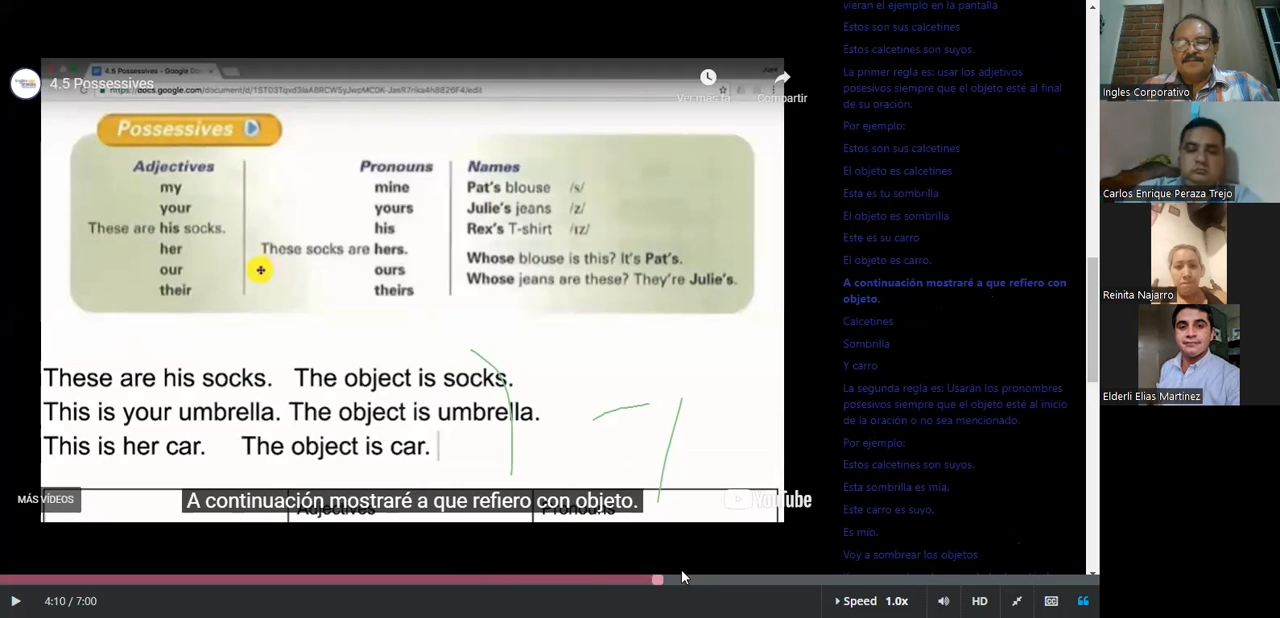 4.5 Possessives - Google Do
4.5 Possessives
Ver más ta
Compartir
Possessives
Adjectives
my
your
These are his socks.
her
our
their
Pronouns
mine
yours
his
These socks are hers.
ours
theirs
Names
Pat's blouse /s/
Julie's jeans /z/
Rex's T-shirt /ɪz/
Whose blouse is this? It's Pat's.
Whose jeans are these? They're Julie's.
These are his socks. The object is socks.
This is your umbrella. The object is umbrella.
This is her car. The object is car.
MÁS VÍDEOS
A continuación mostraré a que refiero con objeto.
YouTube
Adjectives
Pronouns
4:10 / 7:00
Speed 1.0x
HD
CC
vieran el ejemplo en la pantalla
Estos son sus calcetines
Estos calcetines son suyos.
La primer regla es: usar los adjetivos
posesivos siempre que el objeto esté al final
de su oración.
Por ejemplo:
Estos son sus calcetines
El objeto es calcetines
Esta es tu sombrilla
El objeto es sombrilla
Este es su carro
El objeto es carro.
A continuación mostraré a que refiero con
objeto.
Calcetines
Sombrilla
Y carro
La segunda regla es: Usarán los pronombres
posesivos siempre que el objeto esté al inicio
de la oración o no sea mencionado.
Por ejemplo:
Estos calcetines son suyos.
Esta sombrilla es mía.
Este carro es suyo.
Es mío.
Voy a sombrear los objetos
Ingles Corporativo
Carlos Enrique Peraza Trejo
Reinita Najarro
Elderli Elias Martinez